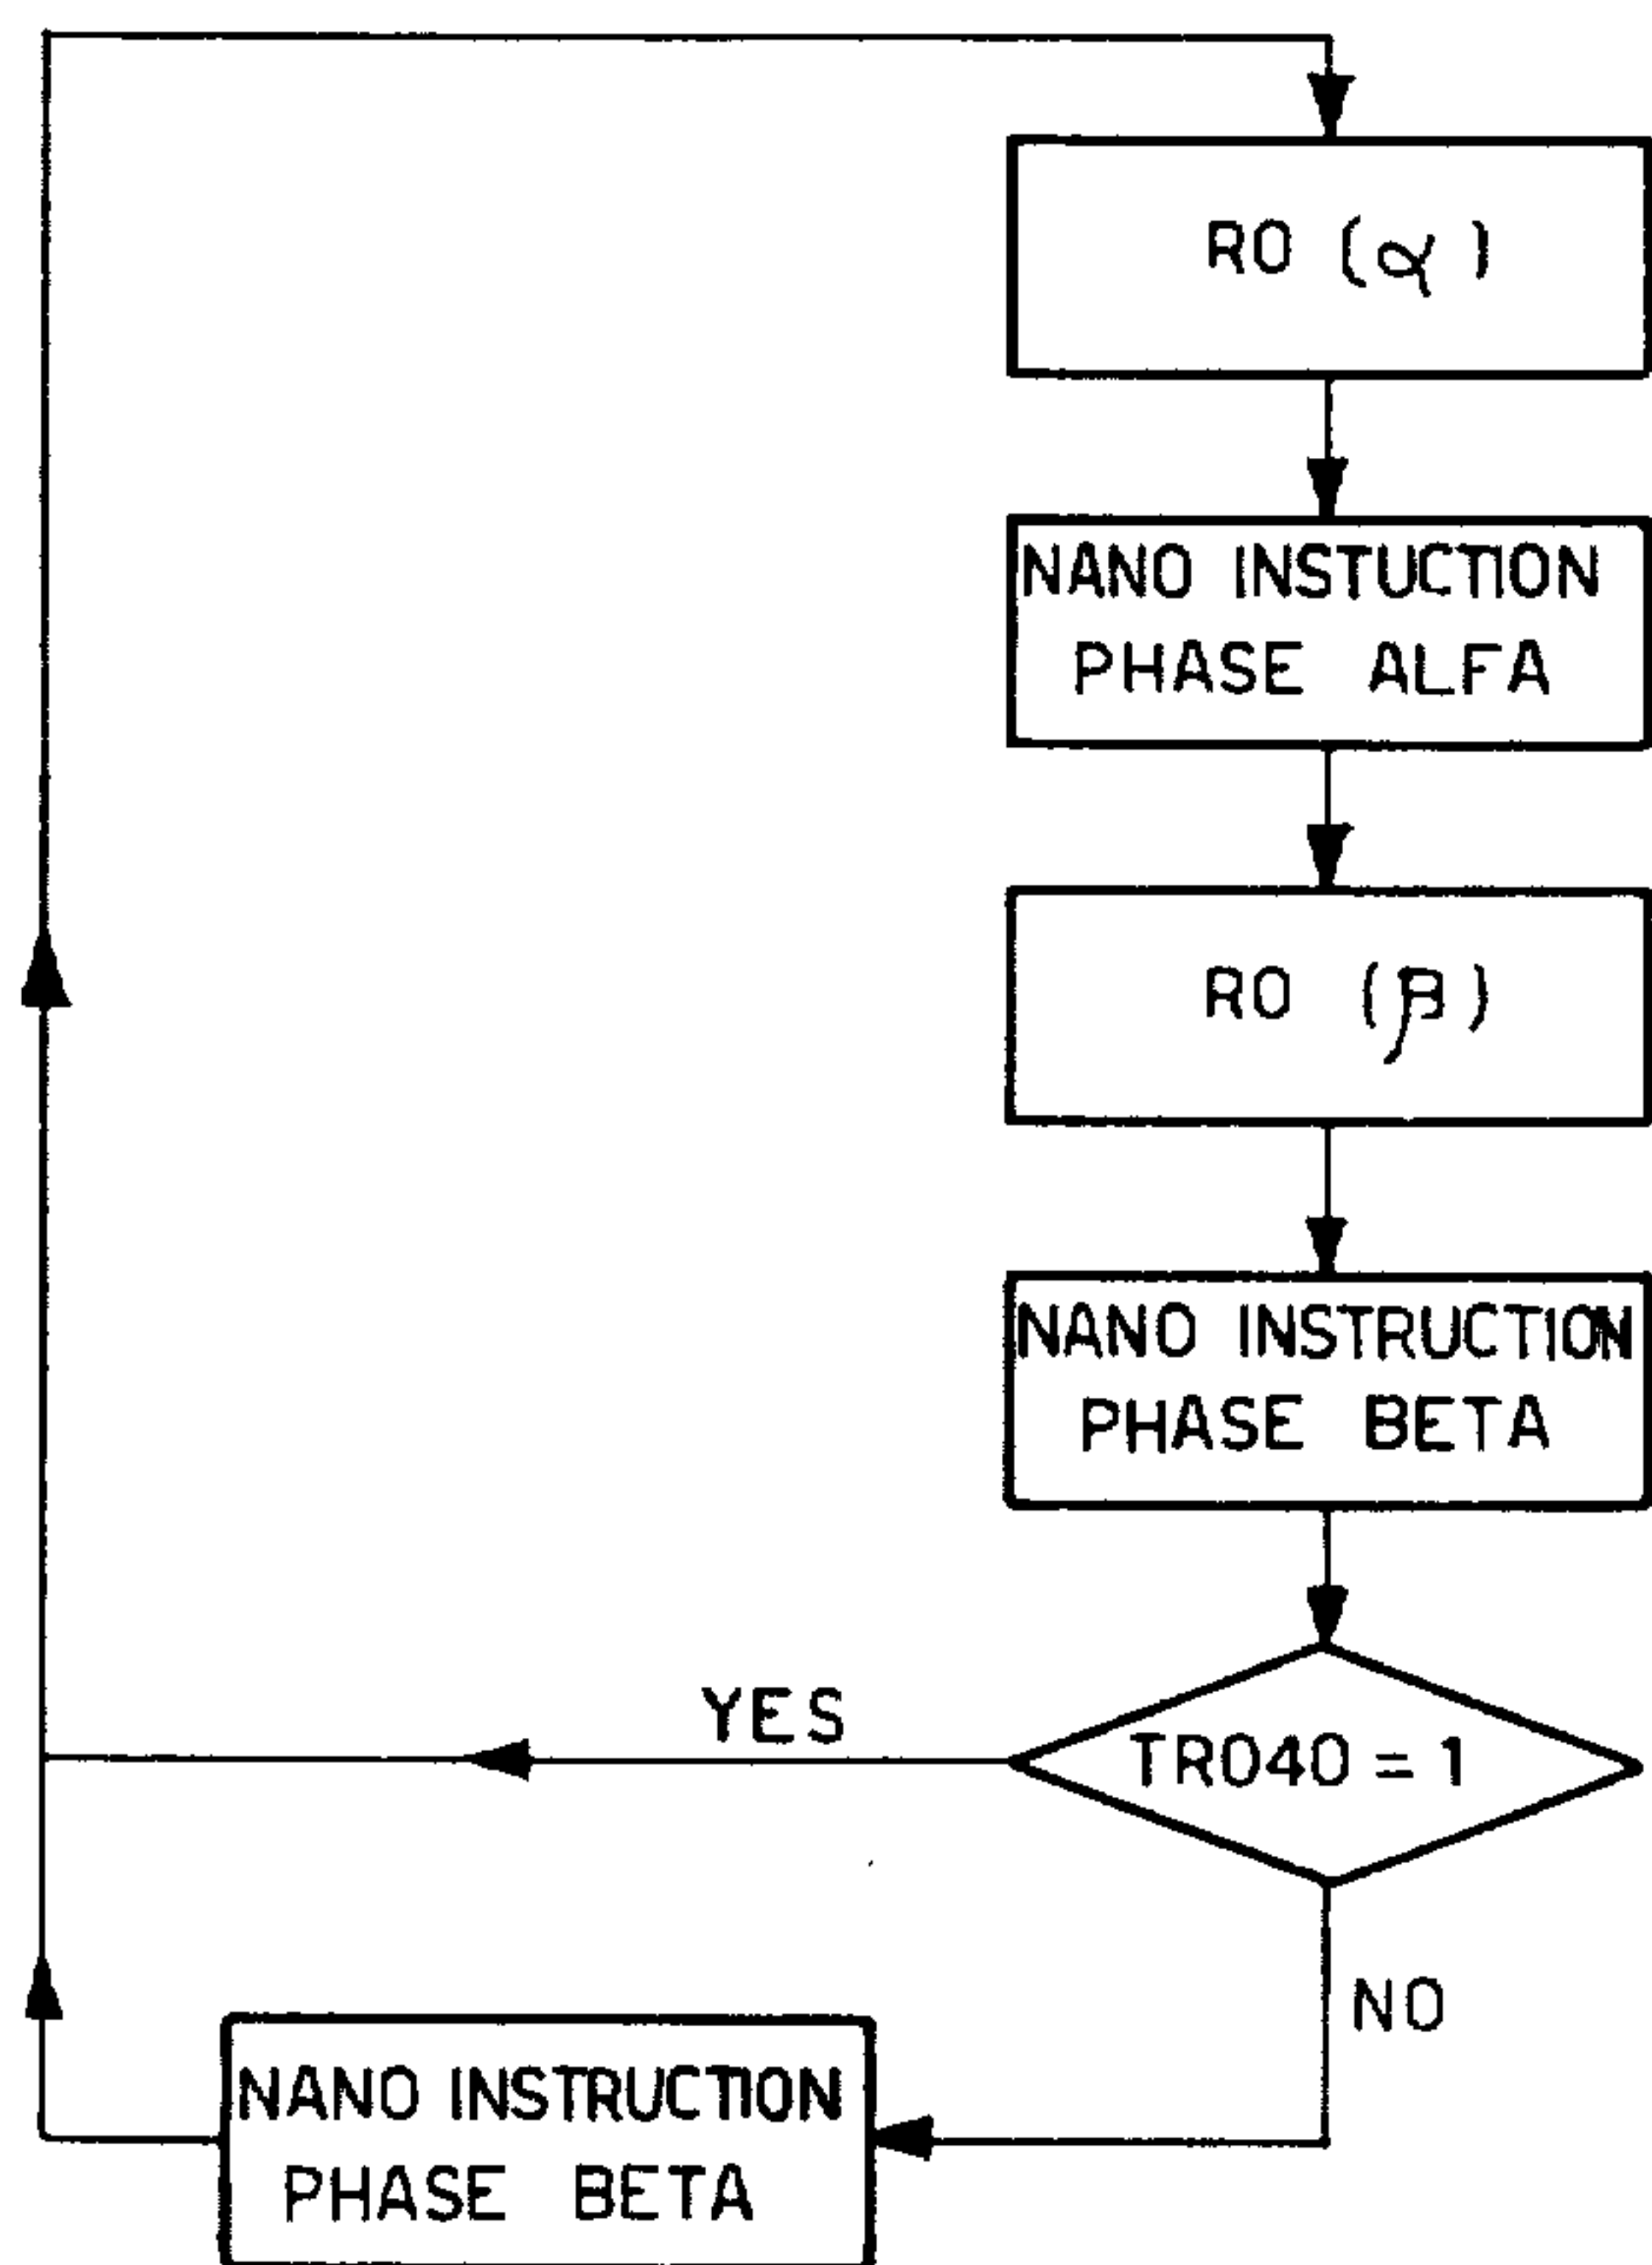 RO (α)
NANO INSTUCTION
PHASE ALFA
RO (β)
NANO INSTRUCTION
PHASE BETA
YES
TR040 = 1
NO
NANO INSTRUCTION
PHASE BETA